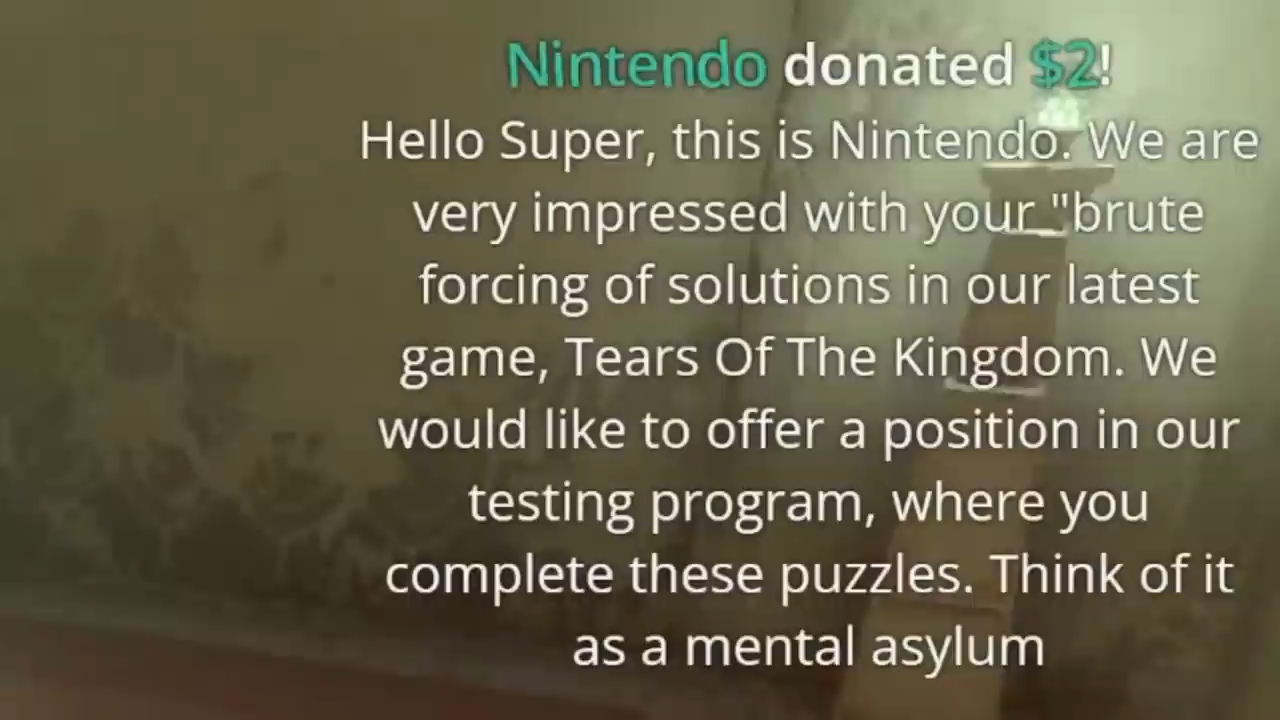 Nintendo donated $2!
Hello Super, this is Nintendo. We are
very impressed with your "brute
forcing of solutions in our latest
game, Tears Of The Kingdom. We
would like to offer a position in our
testing program, where you
complete these puzzles. Think of it
as a mental asylum